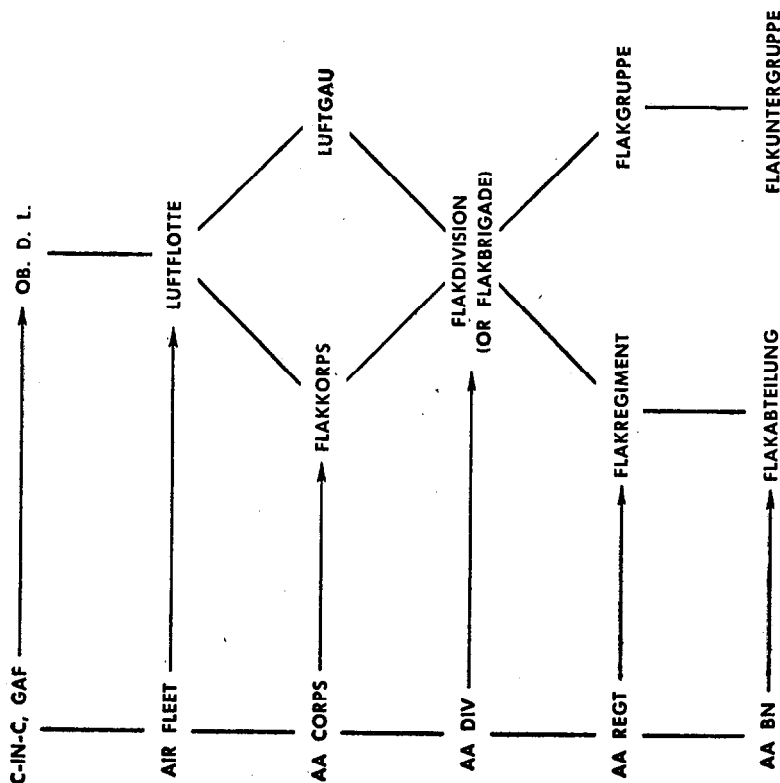 C-IN-C, GAF
OB. D. L.
AIR FLEET
LUFTFLOTTE
AA CORPS
FLAKKORPS
LUFTGAU
AA DIV
FLAKDIVISION
(OR FLAKBRIGADE)
AA REGT
FLAKREGIMENT
FLAKGRUPPE
AA BN
FLAKABTEILUNG
FLAKUNTERGRUPPE